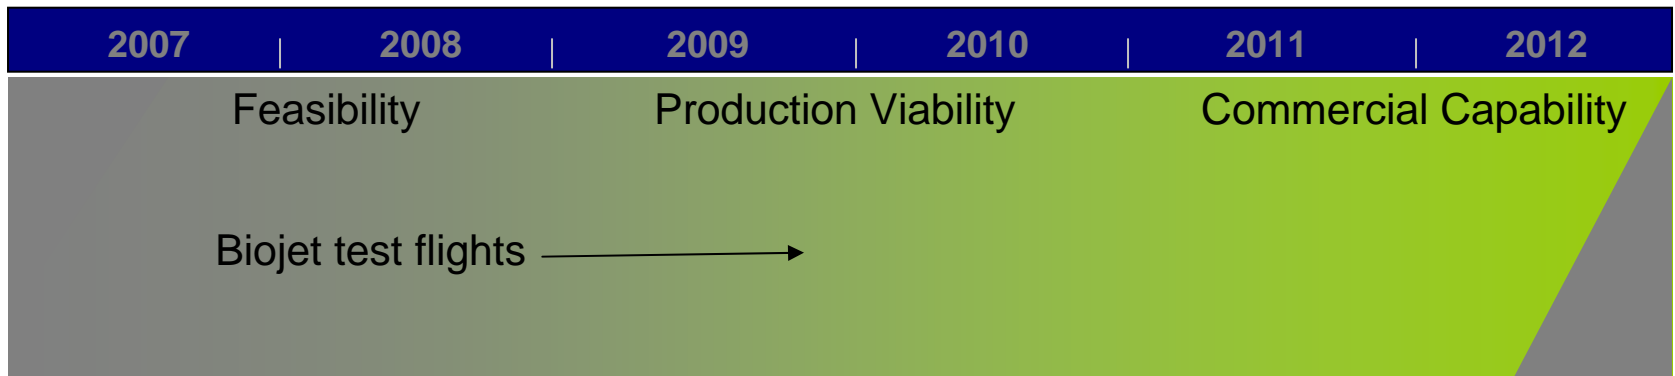 2007 2008 2009 2010 2011 2012
Feasibility Production Viability Commercial Capability
Biojet test flights